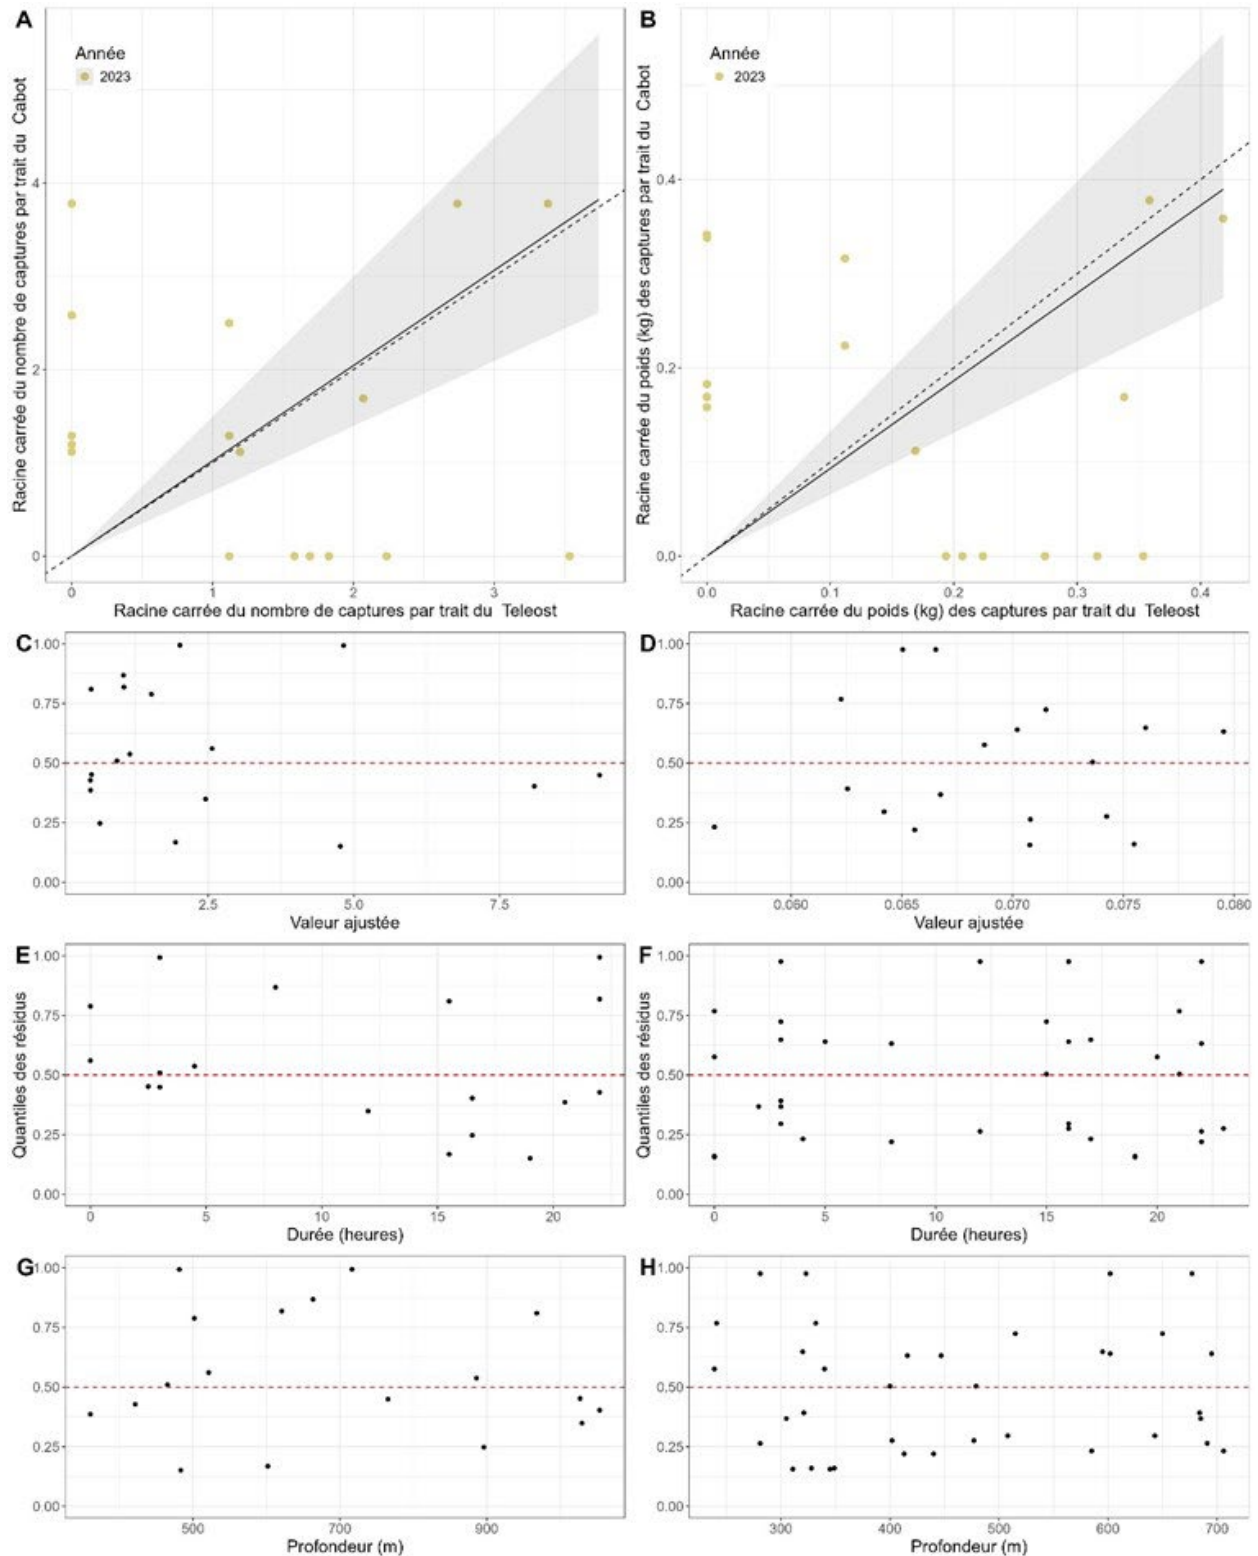 A
Année
2023
Racine carrée du nombre de captures par trait du Cabot
4
2
0
0 1 2 3
Racine carrée du nombre de captures par trait du Teleost
B
Année
2023
Racine carrée du poids (kg) des captures par trait du Cabot
0.4
0.2
0.0
0.0 0.1 0.2 0.3 0.4
Racine carrée du poids (kg) des captures par trait du Teleost
C
1.00
0.75
0.50
0.25
0.00
2.5 5.0 7.5
Valeur ajustée
D
1.00
0.75
0.50
0.25
0.00
0.060 0.065 0.070 0.075 0.080
Valeur ajustée
E
Quantiles des résidus
1.00
0.75
0.50
0.25
0.00
0 5 10 15 20
Durée (heures)
F
Quantiles des résidus
1.00
0.75
0.50
0.25
0.00
0 5 10 15 20
Durée (heures)
G
1.00
0.75
0.50
0.25
0.00
500 700 900
Profondeur (m)
H
1.00
0.75
0.50
0.25
0.00
300 400 500 600 700
Profondeur (m)